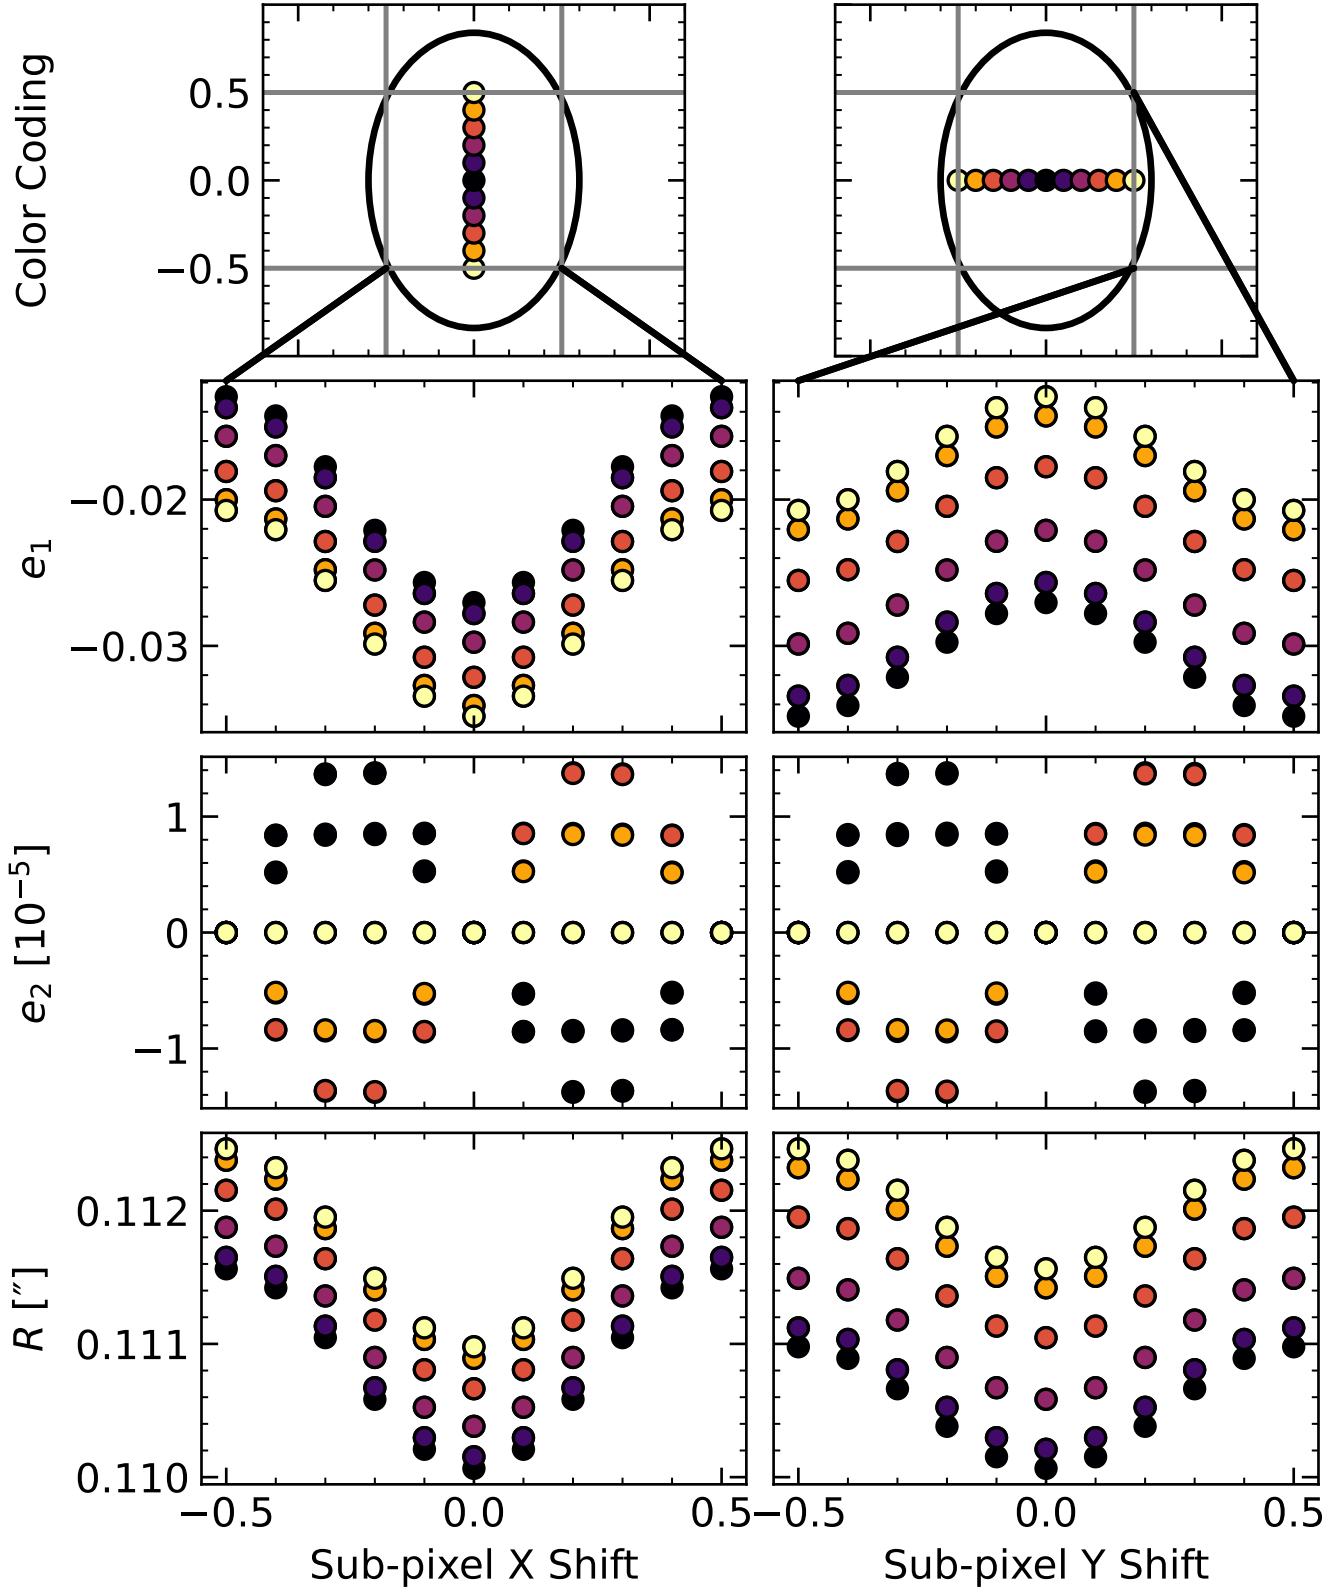 Color Coding
0.5
0.0
−0.5
e₁
−0.02
−0.03
e₂ [10⁻⁵]
1
0
−1
R [″]
0.112
0.111
0.110
−0.5 0.0 0.5 −0.5 0.0 0.5
Sub-pixel X Shift Sub-pixel Y Shift